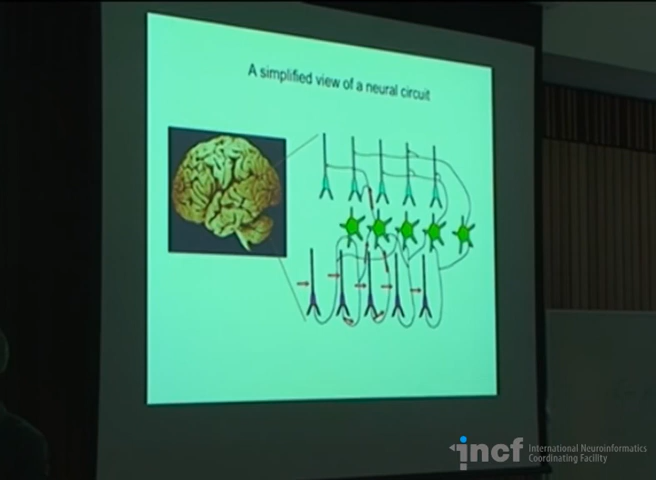 A simplified view of a neural circuit
incf
International Neuroinformatics
Coordinating Facility